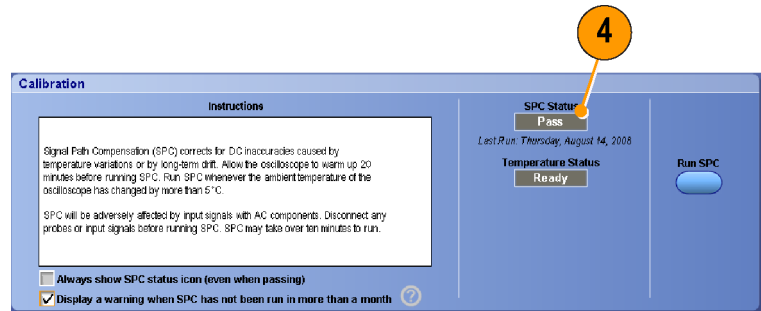 4
Calibration
Instructions
Signal Path Compensation (SPC) corrects for DC inaccuracies caused by
temperature variations or by long-term drift. Allow the oscilloscope to warm up 20
minutes before running SPC. Run SPC whenever the ambient temperature of the
oscilloscope has changed by more than 5°C.
SPC will be adversely affected by input signals with AC components. Disconnect any
probes or input signals before running SPC. SPC may take over ten minutes to run.
Always show SPC status icon (even when passing)
Display a warning when SPC has not been run in more than a month ?
SPC Status
Pass
Last Run: Thursday, August 14, 2008
Temperature Status
Ready
Run SPC